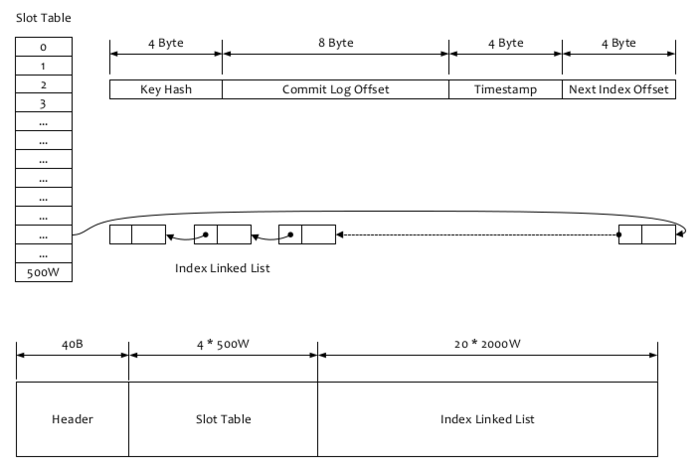 Slot Table
0
1
2
3
...
...
...
...
...
...
...
...
500W
4 Byte 8 Byte 4 Byte 4 Byte
Key Hash Commit Log Offset Timestamp Next Index Offset
Index Linked List
40B 4 * 500W 20 * 2000W
Header Slot Table Index Linked List